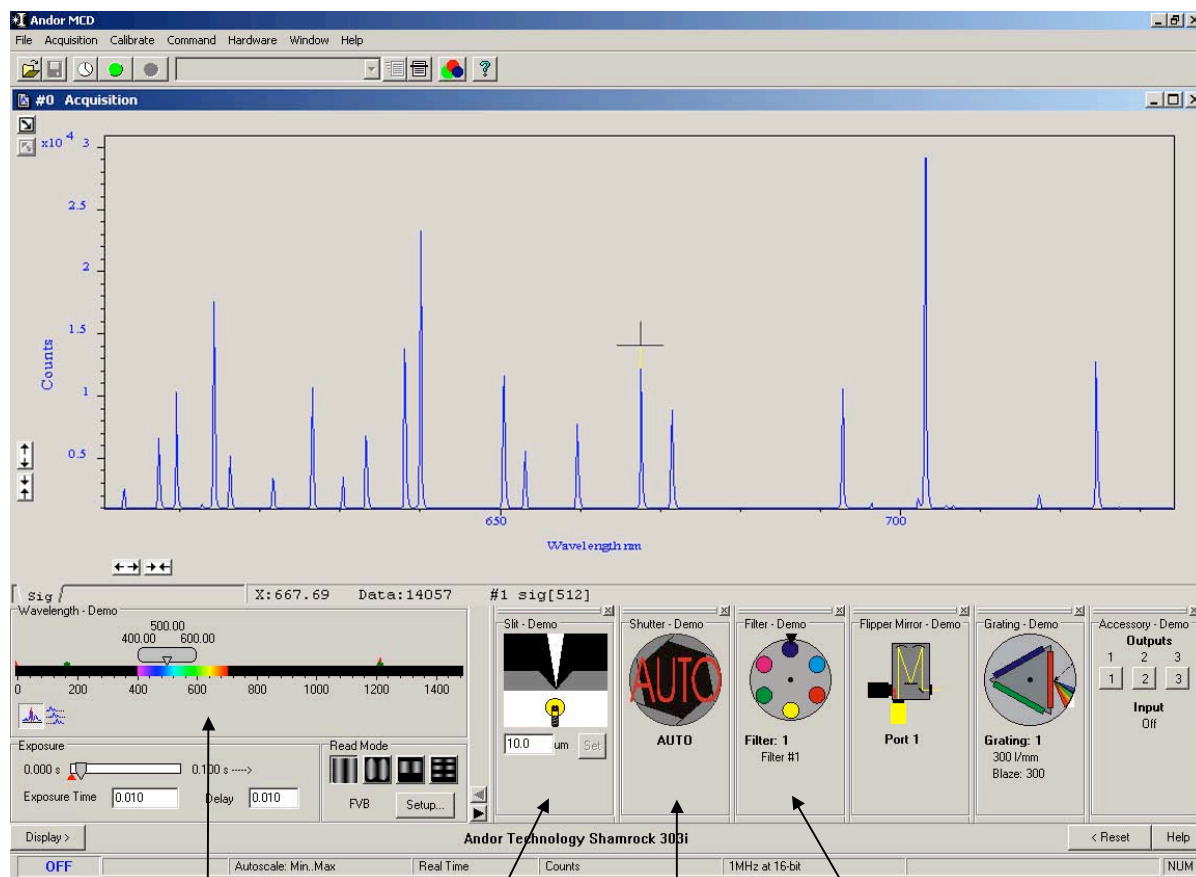 Andor MCD
File Acquisition Calibrate Command Hardware Window Help
#0 Acquisition
x10 4 3
2.5
2
1.5
1
0.5
Counts
650 700
Wavelength nm
Sig X:667.69 Data:14057 #1 sig[512]
Wavelength - Demo
500.00
400.00 600.00
0 200 400 600 800 1000 1200 1400
Exposure
0.000 s 0.100 s ---->
Exposure Time 0.010 Delay 0.010
Read Mode
FVB Setup...
Slit - Demo
10.0 um Set
Shutter - Demo
AUTO
AUTO
Filter - Demo
Filter: 1
Filter #1
Flipper Mirror - Demo
Port 1
Grating - Demo
Grating: 1
300 l/mm
Blaze: 300
Accessory - Demo
Outputs
1 2 3
1 2 3
Input
Off
Display > Andor Technology Shamrock 303i < Reset Help
OFF Autoscale: Min..Max Real Time Counts 1MHz at 16-bit NUM